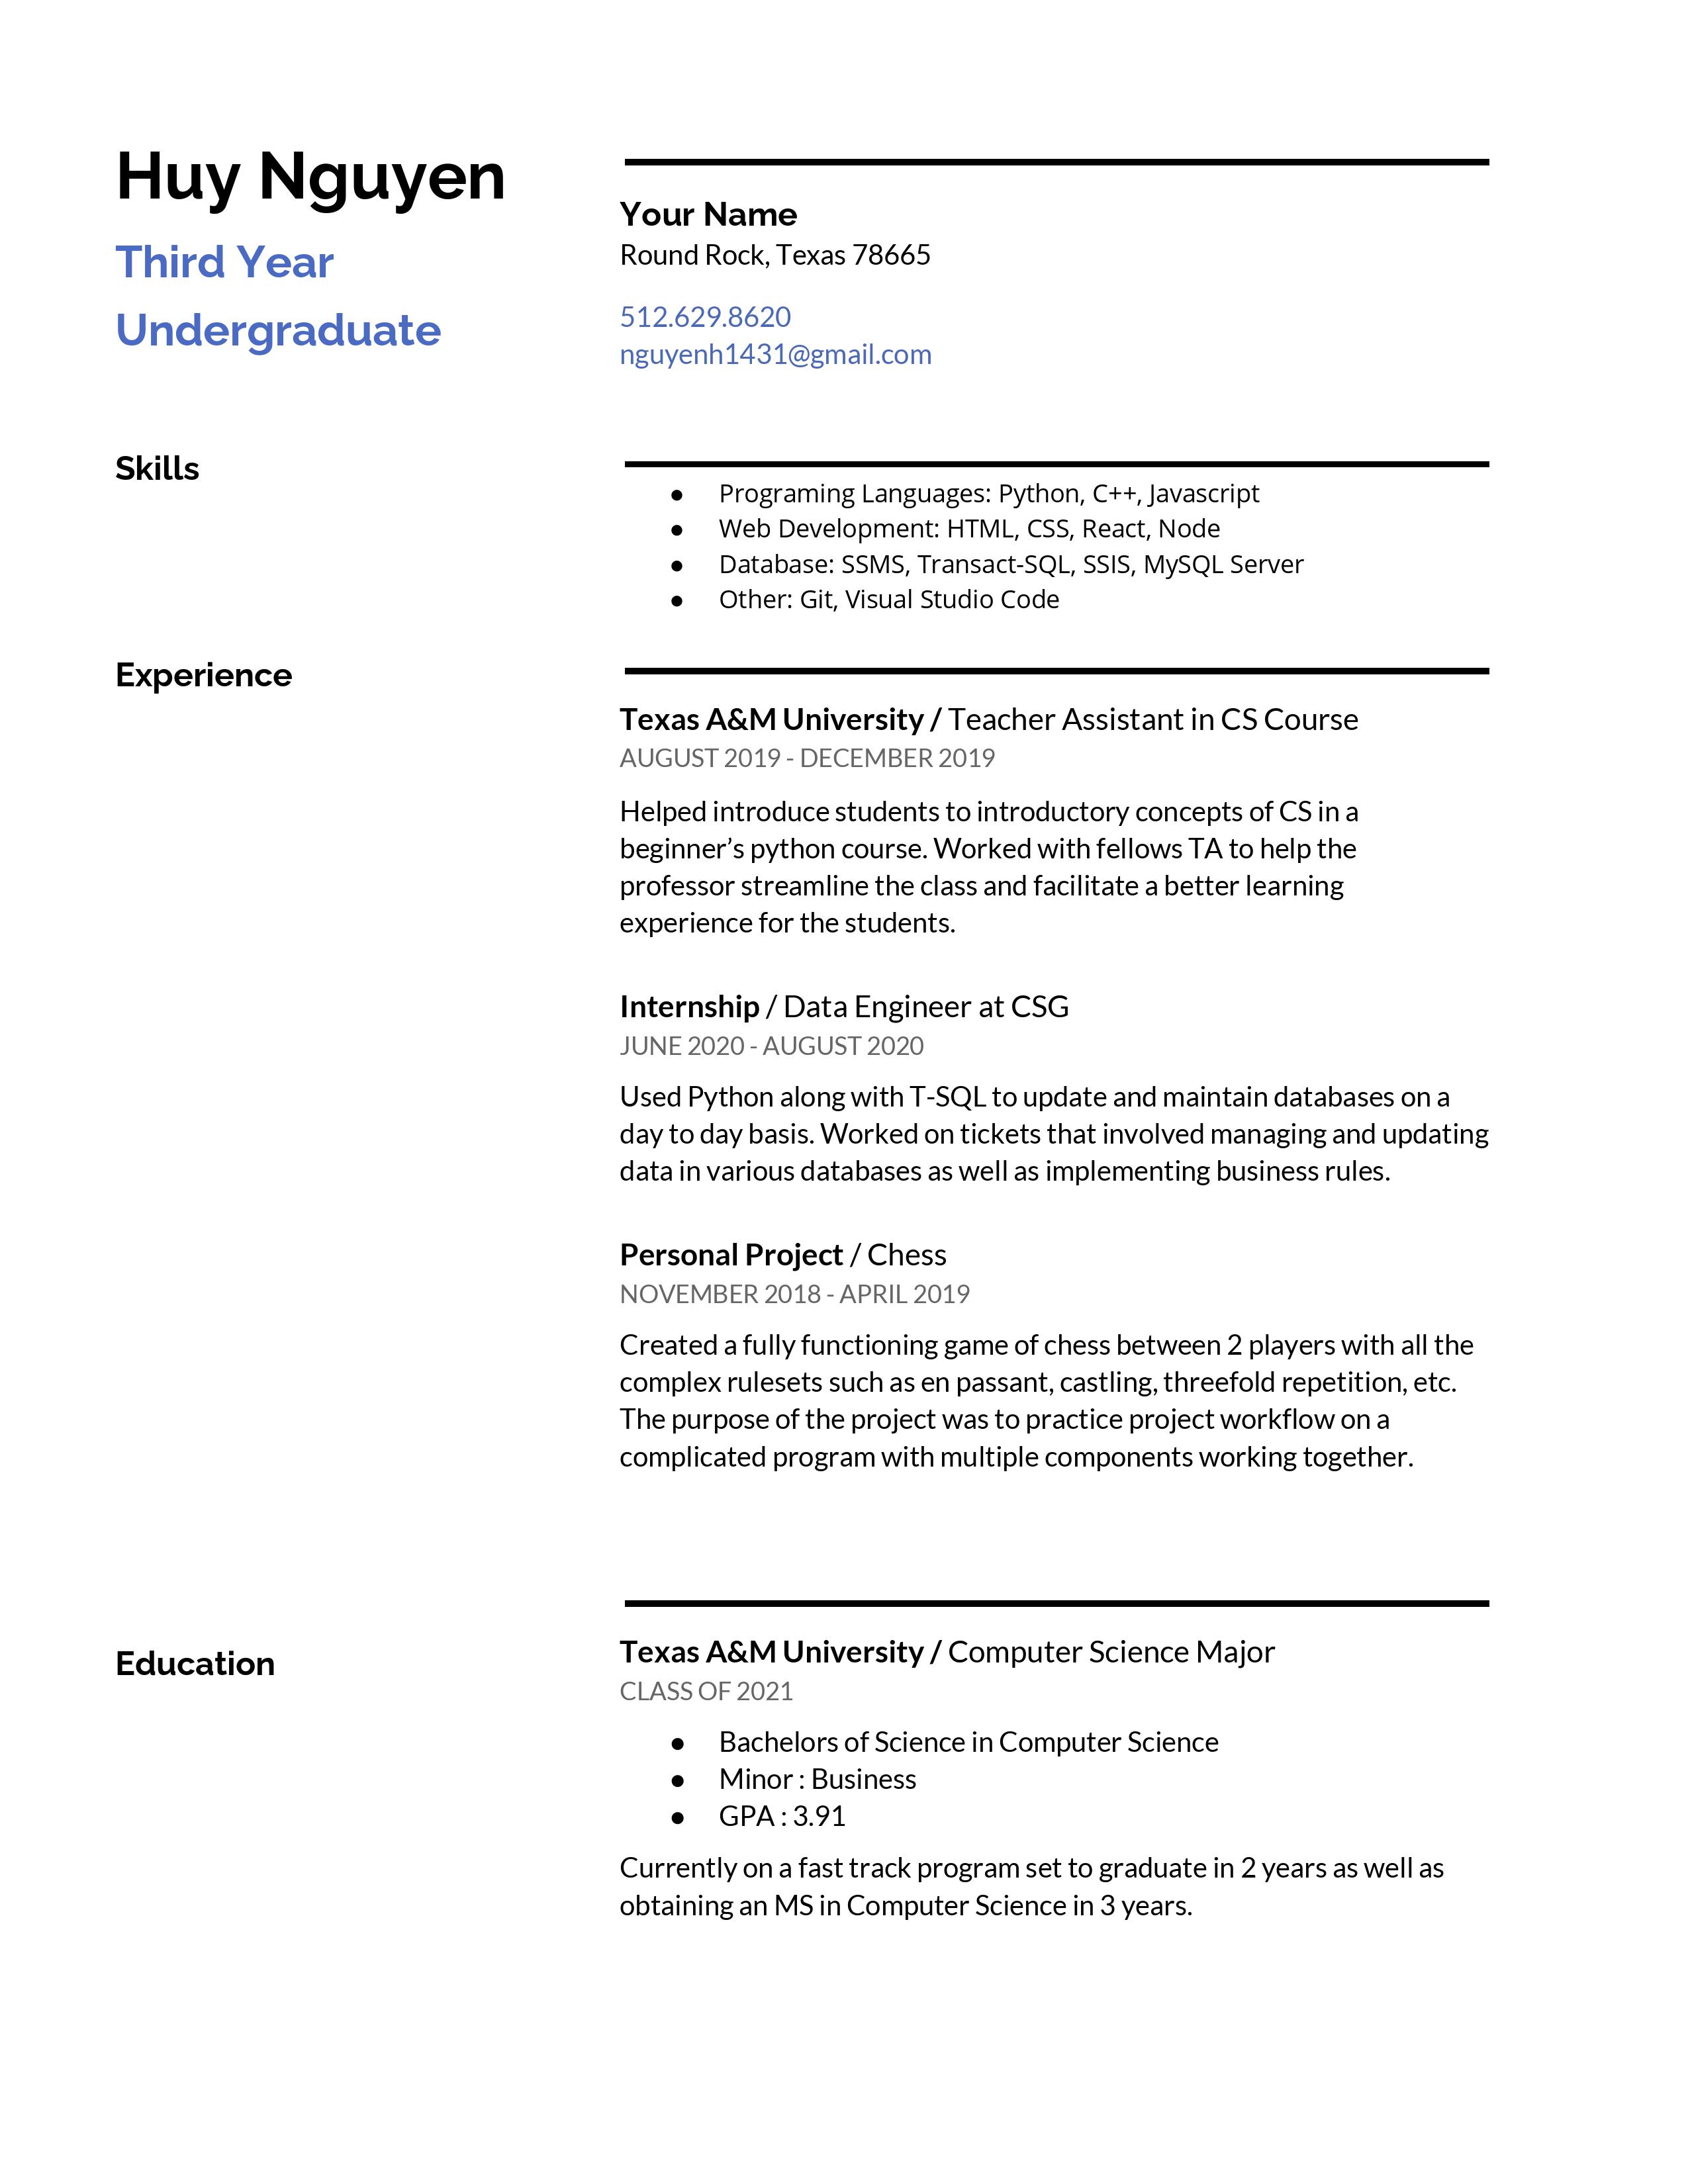 Huy Nguyen
Third Year
Undergraduate
Your Name
Round Rock, Texas 78665
512.629.8620
nguyenh1431@gmail.com
Skills
● Programing Languages: Python, C++, Javascript
● Web Development: HTML, CSS, React, Node
● Database: SSMS, Transact-SQL, SSIS, MySQL Server
● Other: Git, Visual Studio Code
Experience
Texas A&M University / Teacher Assistant in CS Course
AUGUST 2019 - DECEMBER 2019
Helped introduce students to introductory concepts of CS in a
beginner’s python course. Worked with fellows TA to help the
professor streamline the class and facilitate a better learning
experience for the students.
Internship / Data Engineer at CSG
JUNE 2020 - AUGUST 2020
Used Python along with T-SQL to update and maintain databases on a
day to day basis. Worked on tickets that involved managing and updating
data in various databases as well as implementing business rules.
Personal Project / Chess
NOVEMBER 2018 - APRIL 2019
Created a fully functioning game of chess between 2 players with all the
complex rulesets such as en passant, castling, threefold repetition, etc.
The purpose of the project was to practice project workflow on a
complicated program with multiple components working together.
Education
Texas A&M University / Computer Science Major
CLASS OF 2021
● Bachelors of Science in Computer Science
● Minor : Business
● GPA : 3.91
Currently on a fast track program set to graduate in 2 years as well as
obtaining an MS in Computer Science in 3 years.